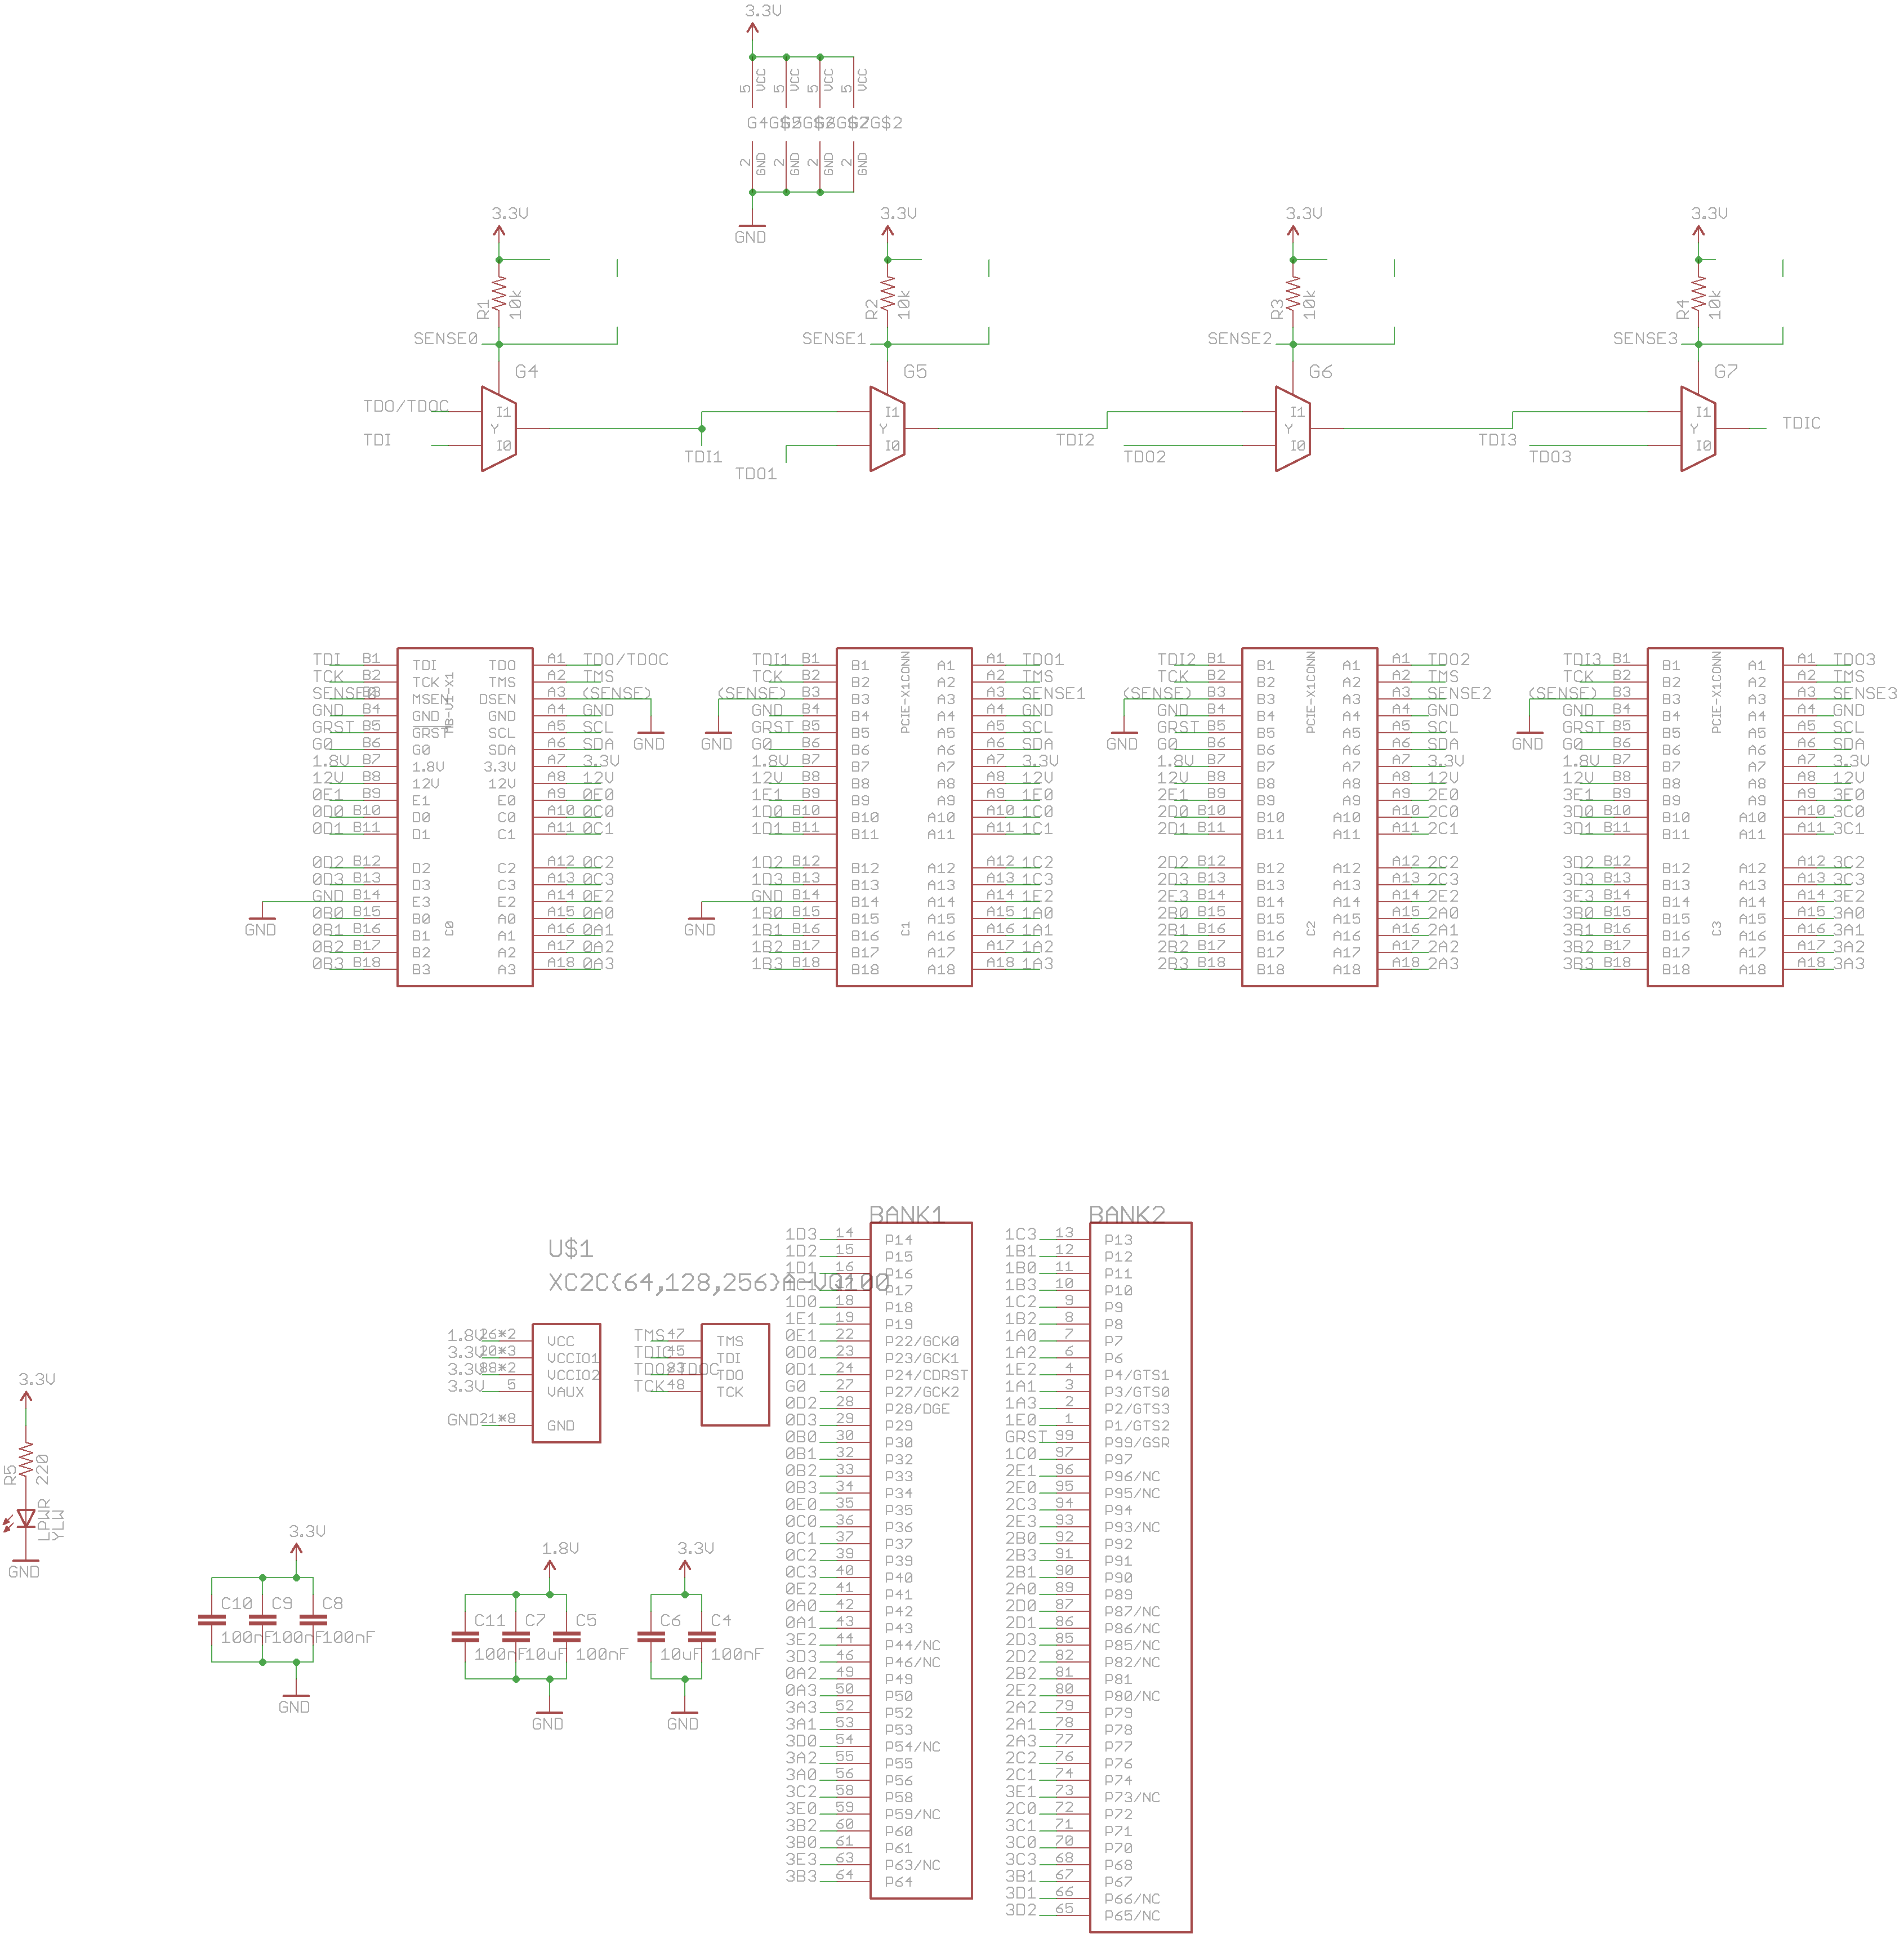 3.3V
5 VCC 5 VCC 5 VCC 5 VCC
G4G$2G5G$2G6G$2G7G$2
2 GND 2 GND 2 GND 2 GND
GND
3.3V 3.3V 3.3V 3.3V
R1 10k R2 10k R3 10k R4 10k
SENSE0 SENSE1 SENSE2 SENSE3
G4 G5 G6 G7
TDO/TDOC I1 I1 I1 I1
Y Y Y Y TDIC
TDI I0 I0 I0 I0
TDI1 TDI2 TDI3
TDO1 TDO2 TDO3
TDI B1 TDI TDO A1 TDO/TDOC
TCK B2 TCK TMS A2 TMS
SENSE0 B3 MSEN DSEN A3 (SENSE)
GND B4 GND GND A4 GND
GRST B5 GRST SCL A5 SCL
G0 B6 G0 SDA A6 SDA
1.8V B7 1.8V 3.3V A7 3.3V
12V B8 12V 12V A8 12V
0E1 B9 E1 E0 A9 0E0
0D0 B10 D0 C0 A10 0C0
0D1 B11 D1 C1 A11 0C1
0D2 B12 D2 C2 A12 0C2
0D3 B13 D3 C3 A13 0C3
GND B14 E3 E2 A14 0E2
0B0 B15 B0 A0 A15 0A0
0B1 B16 B1 A1 A16 0A1
0B2 B17 B2 A2 A17 0A2
0B3 B18 B3 A3 A18 0A3
C0
GND
GND
TDI1 B1 B1 A1 A1 TDO1
TCK B2 B2 A2 A2 TMS
(SENSE) B3 B3 A3 A3 SENSE1
GND B4 B4 A4 A4 GND
GRST B5 B5 A5 A5 SCL
G0 B6 B6 A6 A6 SDA
1.8V B7 B7 A7 A7 3.3V
12V B8 B8 A8 A8 12V
1E1 B9 B9 A9 A9 1E0
1D0 B10 B10 A10 A10 1C0
1D1 B11 B11 A11 A11 1C1
1D2 B12 B12 A12 A12 1C2
1D3 B13 B13 A13 A13 1C3
GND B14 B14 A14 A14 1E2
1B0 B15 B15 A15 A15 1A0
1B1 B16 B16 A16 A16 1A1
1B2 B17 B17 A17 A17 1A2
1B3 B18 B18 A18 A18 1A3
PCIE-X1CONN
C1
GND
GND
TDI2 B1 B1 A1 A1 TDO2
TCK B2 B2 A2 A2 TMS
(SENSE) B3 B3 A3 A3 SENSE2
GND B4 B4 A4 A4 GND
GRST B5 B5 A5 A5 SCL
G0 B6 B6 A6 A6 SDA
1.8V B7 B7 A7 A7 3.3V
12V B8 B8 A8 A8 12V
2E1 B9 B9 A9 A9 2E0
2D0 B10 B10 A10 A10 2C0
2D1 B11 B11 A11 A11 2C1
2D2 B12 B12 A12 A12 2C2
2D3 B13 B13 A13 A13 2C3
2E3 B14 B14 A14 A14 2E2
2B0 B15 B15 A15 A15 2A0
2B1 B16 B16 A16 A16 2A1
2B2 B17 B17 A17 A17 2A2
2B3 B18 B18 A18 A18 2A3
PCIE-X1CONN
C2
GND
TDI3 B1 B1 A1 A1 TDO3
TCK B2 B2 A2 A2 TMS
(SENSE) B3 B3 A3 A3 SENSE3
GND B4 B4 A4 A4 GND
GRST B5 B5 A5 A5 SCL
G0 B6 B6 A6 A6 SDA
1.8V B7 B7 A7 A7 3.3V
12V B8 B8 A8 A8 12V
3E1 B9 B9 A9 A9 3E0
3D0 B10 B10 A10 A10 3C0
3D1 B11 B11 A11 A11 3C1
3D2 B12 B12 A12 A12 3C2
3D3 B13 B13 A13 A13 3C3
3E3 B14 B14 A14 A14 3E2
3B0 B15 B15 A15 A15 3A0
3B1 B16 B16 A16 A16 3A1
3B2 B17 B17 A17 A17 3A2
3B3 B18 B18 A18 A18 3A3
PCIE-X1CONN
C3
GND
U$1
XC2C{64,128,256}A-VQ100
1.8V 26*2 VCC
3.3V 20*3 VCCIO1
3.3V 88*2 VCCIO2
3.3V 5 VAUX
GND 21*8 GND
TMS 47 TMS
TDIC 45 TDI
TDO/TDOC 83 TDO
TCK 48 TCK
BANK1
1D3 14 P14
1D2 15 P15
1D1 16 P16
1C1 17 P17
1D0 18 P18
1E1 19 P19
0E1 22 P22/GCK0
0D0 23 P23/GCK1
0D1 24 P24/CDRST
G0 27 P27/GCK2
0D2 28 P28/DGE
0D3 29 P29
0B0 30 P30
0B1 32 P32
0B2 33 P33
0B3 34 P34
0E0 35 P35
0C0 36 P36
0C1 37 P37
0C2 39 P39
0C3 40 P40
0E2 41 P41
0A0 42 P42
0A1 43 P43
3E2 44 P44/NC
3D3 46 P46/NC
0A2 49 P49
0A3 50 P50
3A3 52 P52
3A1 53 P53
3D0 54 P54/NC
3A2 55 P55
3A0 56 P56
3C2 58 P58
3E0 59 P59/NC
3B2 60 P60
3B0 61 P61
3E3 63 P63/NC
3B3 64 P64
BANK2
1C3 13 P13
1B1 12 P12
1B0 11 P11
1B3 10 P10
1C2 9 P9
1B2 8 P8
1A0 7 P7
1A2 6 P6
1E2 4 P4/GTS1
1A1 3 P3/GTS0
1A3 2 P2/GTS3
1E0 1 P1/GTS2
GRST 99 P99/GSR
1C0 97 P97
2E1 96 P96/NC
2E0 95 P95/NC
2C3 94 P94
2E3 93 P93/NC
2B0 92 P92
2B3 91 P91
2B1 90 P90
2A0 89 P89
2D0 87 P87/NC
2D1 86 P86/NC
2D3 85 P85/NC
2D2 82 P82/NC
2B2 81 P81
2E2 80 P80/NC
2A2 79 P79
2A1 78 P78
2A3 77 P77
2C2 76 P76
2C1 74 P74
3E1 73 P73/NC
2C0 72 P72
3C1 71 P71
3C0 70 P70
3C3 68 P68
3B1 67 P67
3D1 66 P66/NC
3D2 65 P65/NC
3.3V
R5 220
LPWR
YLW
GND
3.3V
C10 C9 C8
100nF 100nF 100nF
GND
1.8V
C11 C7 C5
100nF 10uF 100nF
GND
3.3V
C6 C4
10uF 100nF
GND